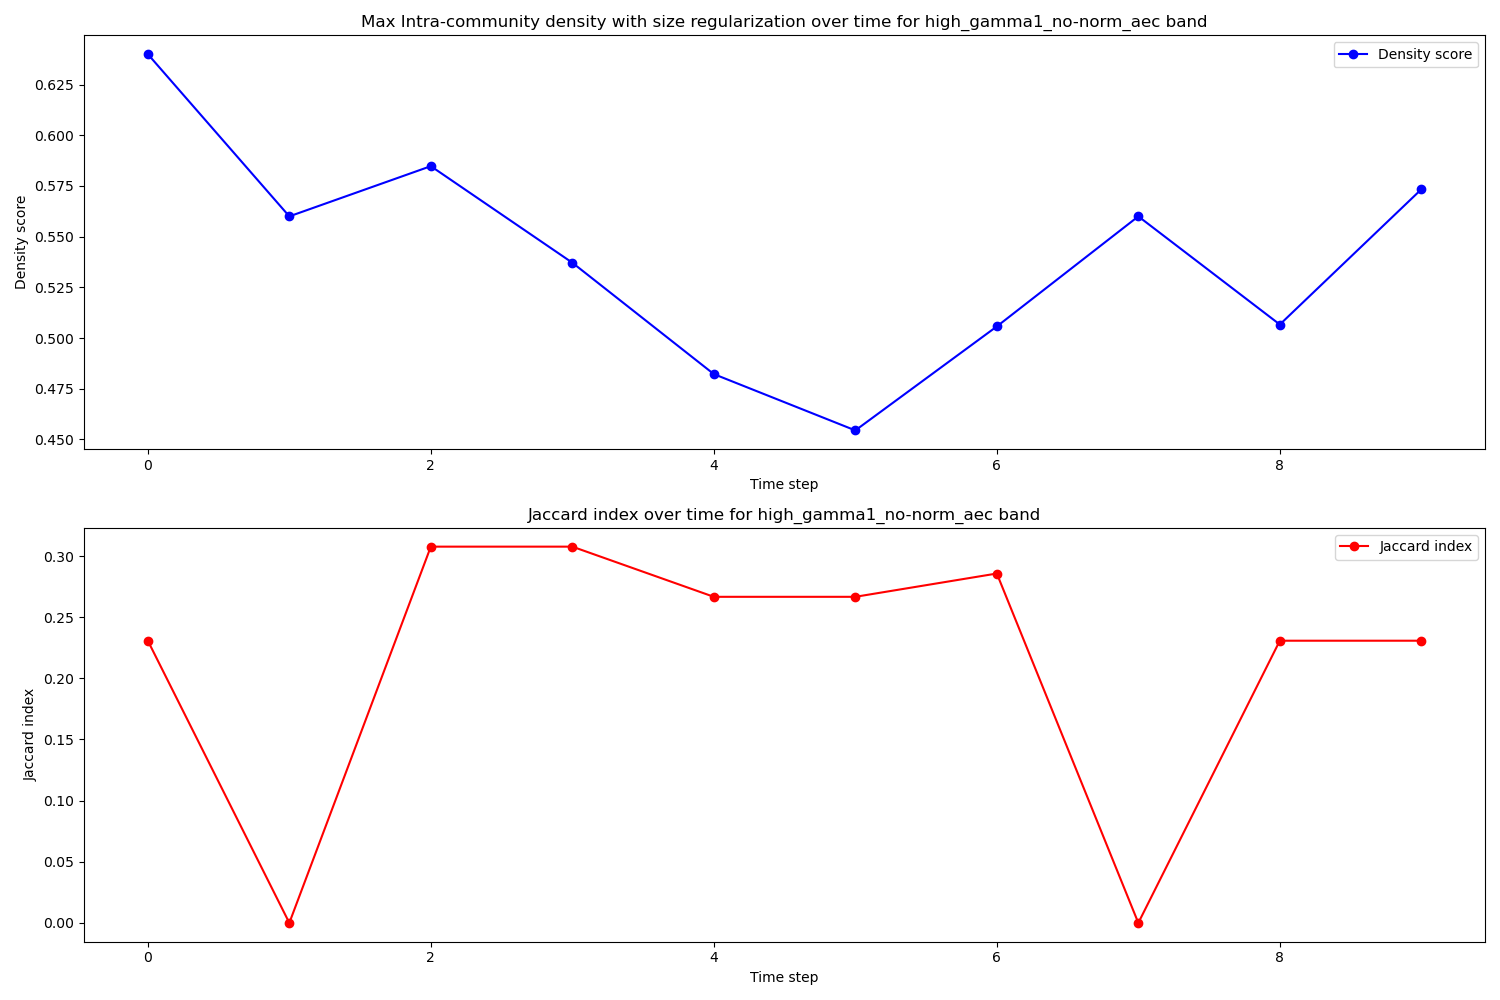 Max Intra-community density with size regularization over time for high_gamma1_no-norm_aec band
Density score
0.625
0.600
0.575
0.550
0.525
0.500
0.475
0.450
Density score
0 2 4 6 8
Time step
Jaccard index over time for high_gamma1_no-norm_aec band
Jaccard index
0.30
0.25
0.20
0.15
0.10
0.05
0.00
Jaccard index
0 2 4 6 8
Time step